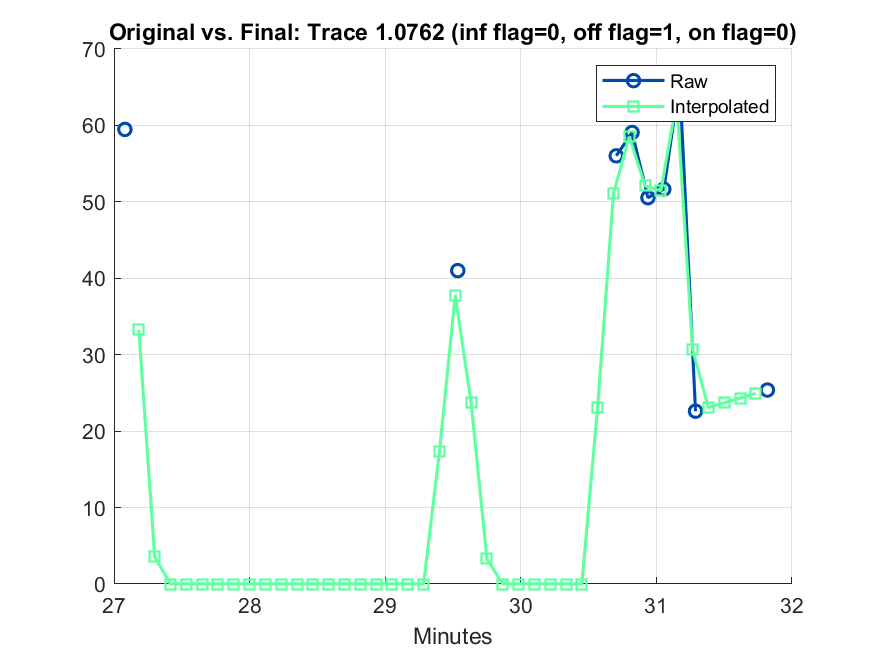 Original vs. Final: Trace 1.0762 (inf flag=0, off flag=1, on flag=0)
70
60
50
40
30
20
10
0
Raw
Interpolated
27 28 29 30 31 32
Minutes